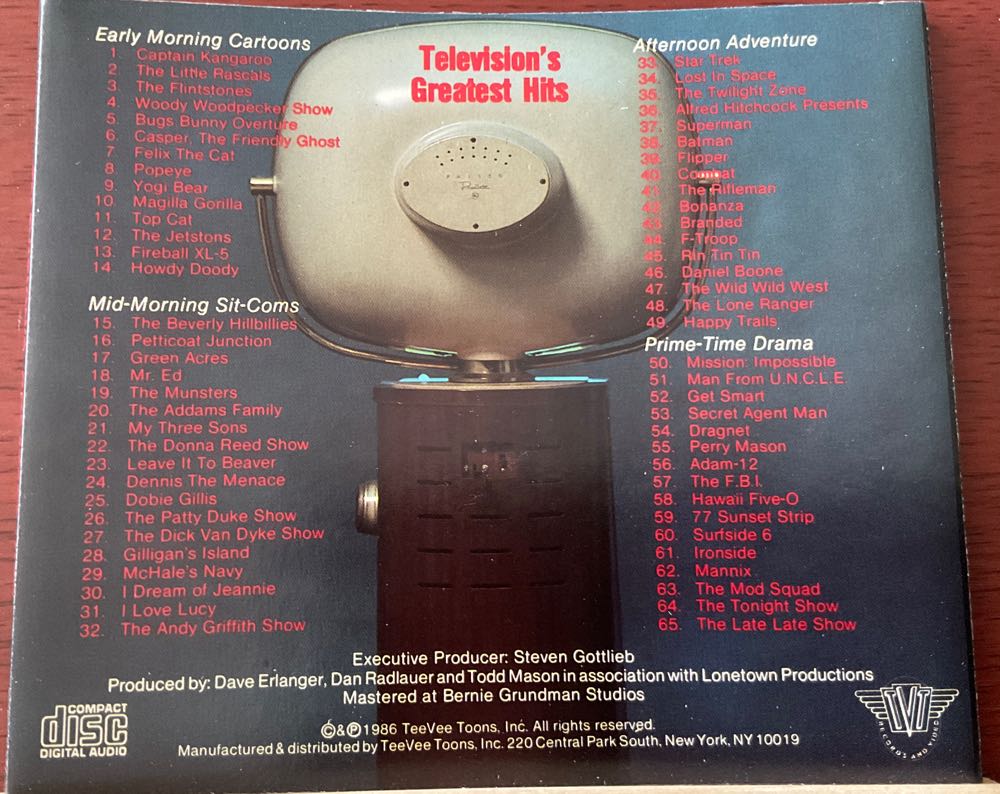 Television's
Greatest Hits
Early Morning Cartoons
1. Captain Kangaroo
2. The Little Rascals
3. The Flintstones
4. Woody Woodpecker Show
5. Bugs Bunny Overture
6. Casper, The Friendly Ghost
7. Felix The Cat
8. Popeye
9. Yogi Bear
10. Magilla Gorilla
11. Top Cat
12. The Jetstons
13. Fireball XL-5
14. Howdy Doody
Mid-Morning Sit-Coms
15. The Beverly Hillbillies
16. Petticoat Junction
17. Green Acres
18. Mr. Ed
19. The Munsters
20. The Addams Family
21. My Three Sons
22. The Donna Reed Show
23. Leave It To Beaver
24. Dennis The Menace
25. Dobie Gillis
26. The Patty Duke Show
27. The Dick Van Dyke Show
28. Gilligan's Island
29. McHale's Navy
30. I Dream of Jeannie
31. I Love Lucy
32. The Andy Griffith Show
Afternoon Adventure
33. Star Trek
34. Lost In Space
35. The Twilight Zone
36. Alfred Hitchcock Presents
37. Superman
38. Batman
39. Flipper
40. Combat
41. The Rifleman
42. Bonanza
43. Branded
44. F-Troop
45. Rin Tin Tin
46. Daniel Boone
47. The Wild Wild West
48. The Lone Ranger
49. Happy Trails
Prime-Time Drama
50. Mission: Impossible
51. Man From U.N.C.L.E.
52. Get Smart
53. Secret Agent Man
54. Dragnet
55. Perry Mason
56. Adam-12
57. The F.B.I.
58. Hawaii Five-O
59. 77 Sunset Strip
60. Surfside 6
61. Ironside
62. Mannix
63. The Mod Squad
64. The Tonight Show
65. The Late Late Show
Executive Producer: Steven Gottlieb
Produced by: Dave Erlanger, Dan Radlauer and Todd Mason in association with Lonetown Productions
Mastered at Bernie Grundman Studios
©&℗1986 TeeVee Toons, Inc. All rights reserved.
Manufactured & distributed by TeeVee Toons, Inc. 220 Central Park South, New York, NY 10019
COMPACT
disc
DIGITAL AUDIO
TVT
RECORDS AND VIDEO